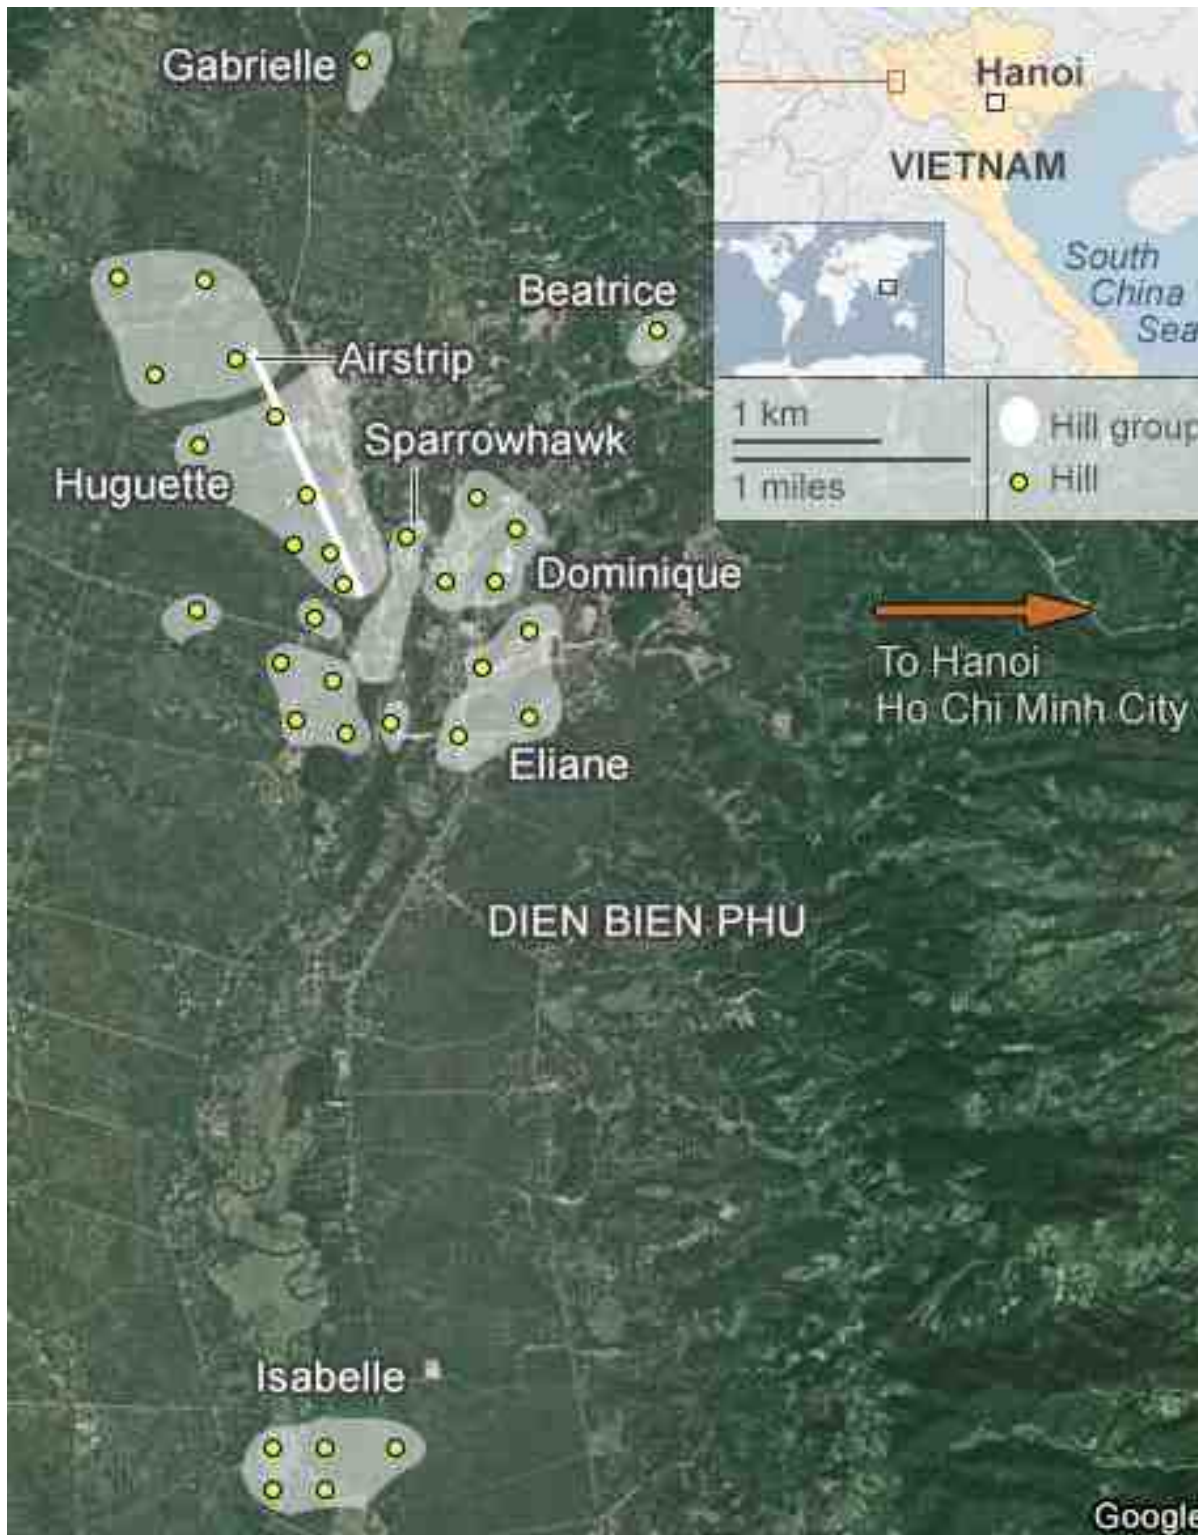 Gabrielle
Hanoi
VIETNAM
South
China
Sea
Beatrice
Airstrip
1 km
1 miles
Hill group
Hill
Sparrowhawk
Huguette
Dominique
To Hanoi
Ho Chi Minh City
Eliane
DIEN BIEN PHU
Isabelle
Google